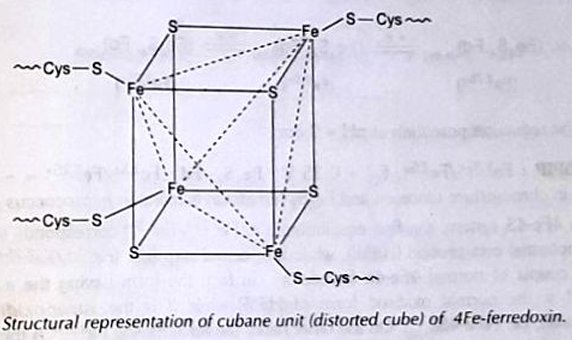 S Fe S—Cys
Cys—S Fe S
Fe S
Cys—S
S Fe
S—Cys
Structural representation of cubane unit (distorted cube) of 4Fe-ferredoxin.